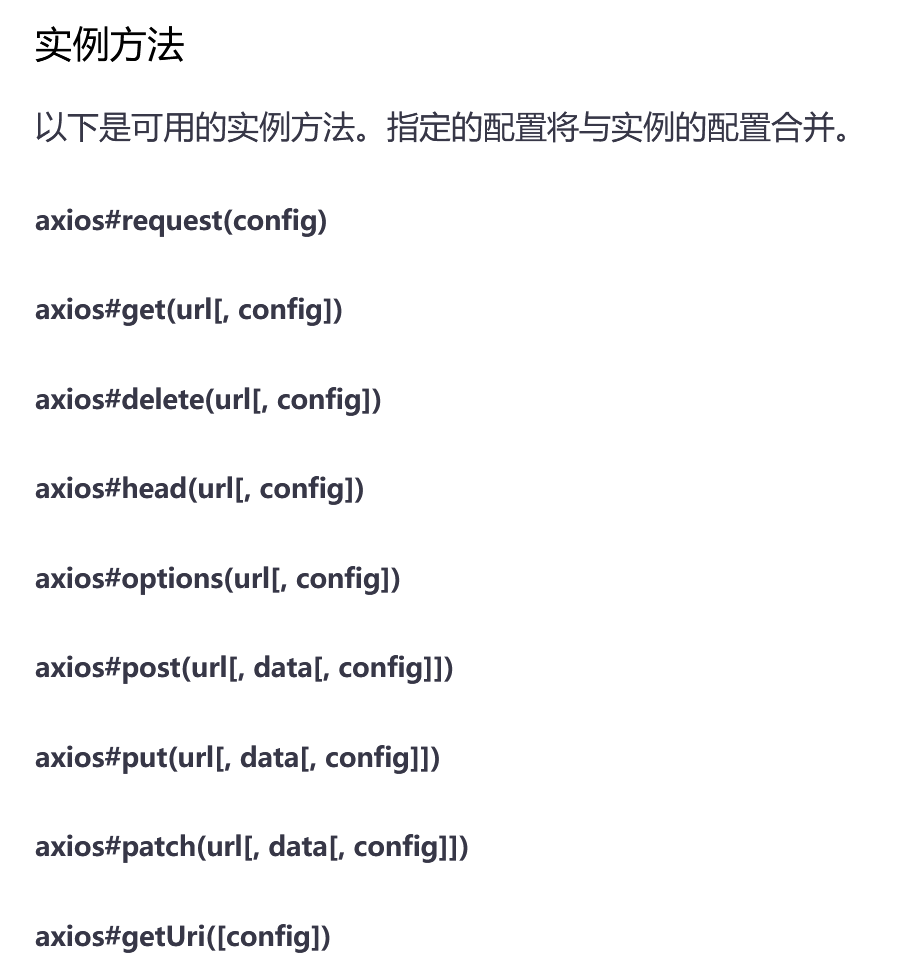 实例方法
以下是可用的实例方法。指定的配置将与实例的配置合并。
axios#request(config)
axios#get(url[, config])
axios#delete(url[, config])
axios#head(url[, config])
axios#options(url[, config])
axios#post(url[, data[, config]])
axios#put(url[, data[, config]])
axios#patch(url[, data[, config]])
axios#getUri([config])